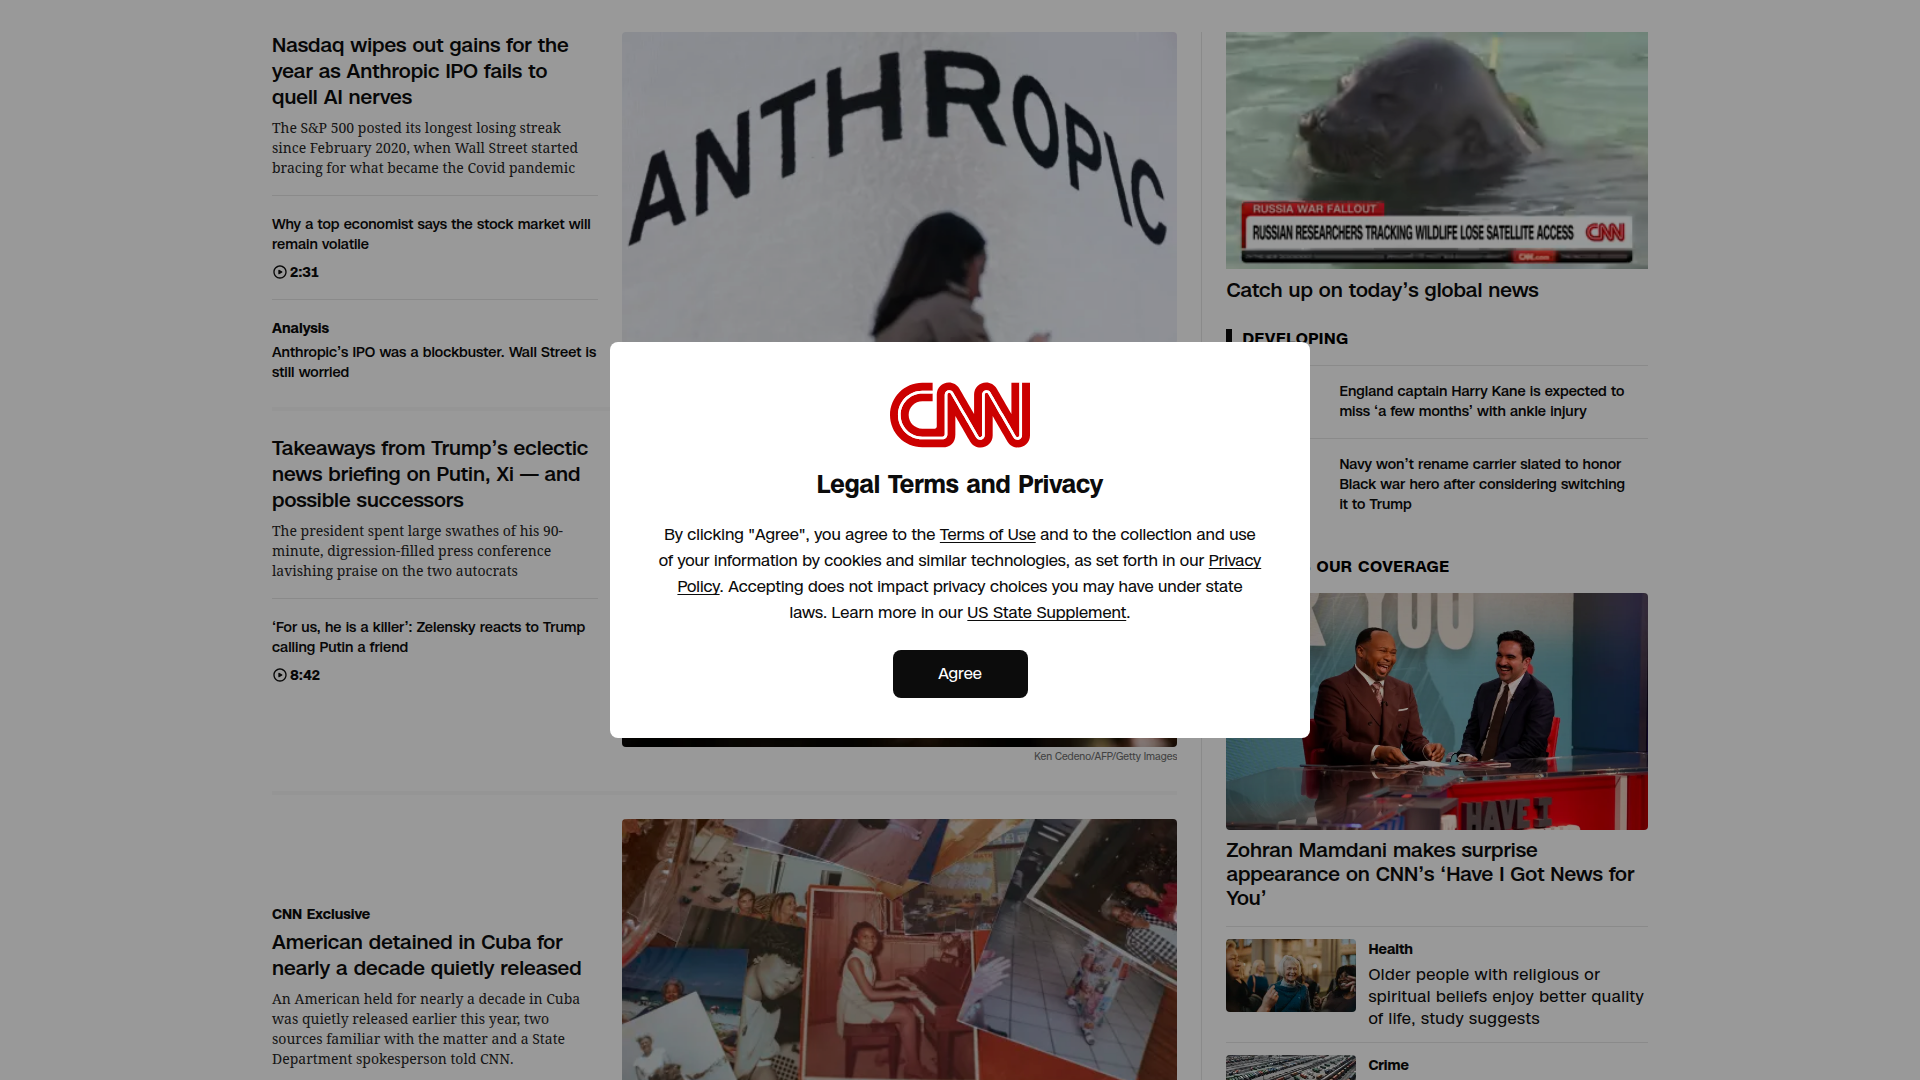 Nasdaq wipes out gains for the
year as Anthropic IPO fails to
quell AI nerves
The S&P 500 posted its longest losing streak
since February 2020, when Wall Street started
bracing for what became the Covid pandemic
Why a top economist says the stock market will
remain volatile
2:31
Analysis
Anthropic’s IPO was a blockbuster. Wall Street is
still worried
Takeaways from Trump’s eclectic
news briefing on Putin, Xi — and
possible successors
The president spent large swathes of his 90-
minute, digression-filled press conference
lavishing praise on the two autocrats
‘For us, he is a killer’: Zelensky reacts to Trump
calling Putin a friend
8:42
CNN Exclusive
American detained in Cuba for
nearly a decade quietly released
An American held for nearly a decade in Cuba
was quietly released earlier this year, two
sources familiar with the matter and a State
Department spokesperson told CNN.
ANTHROPIC
CNN
Legal Terms and Privacy
By clicking "Agree", you agree to the Terms of Use and to the collection and use
of your information by cookies and similar technologies, as set forth in our Privacy
Policy. Accepting does not impact privacy choices you may have under state
laws. Learn more in our US State Supplement.
Agree
Ken Cedeno/AFP/Getty Images
RUSSIA WAR FALLOUT
RUSSIAN RESEARCHERS TRACKING WILDLIFE LOSE SATELLITE ACCESS CNN
Catch up on today’s global news
DEVELOPING
England captain Harry Kane is expected to
miss ‘a few months’ with ankle injury
Navy won’t rename carrier slated to honor
Black war hero after considering switching
it to Trump
OUR COVERAGE
YOU
HAVE I
Zohran Mamdani makes surprise
appearance on CNN’s ‘Have I Got News for
You’
Health
Older people with religious or
spiritual beliefs enjoy better quality
of life, study suggests
Crime